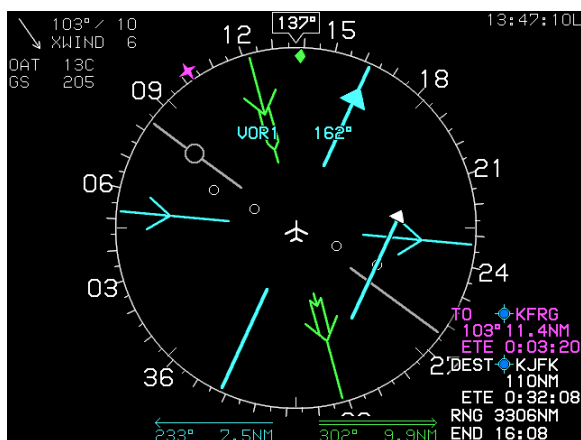 103° / 10
XWIND 6
OAT 13C
GS 205
137°
13:47:10L
12
15
09
18
VOR1 162°
21
06
24
03
TO KFRG
103° 11.4NM
ETE 0:03:20
DEST KJFK
110NM
36
ETE 0:32:08
RNG 3306NM
233° 7.5NM
302° 9.9NM
END 16:08